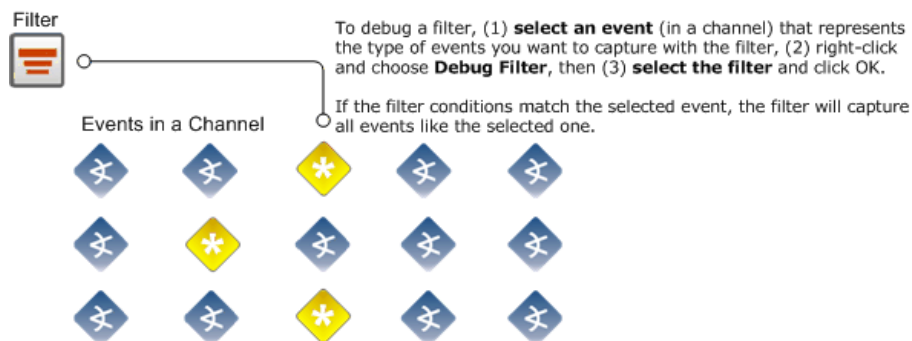 Filter
To debug a filter, (1) select an event (in a channel) that represents
the type of events you want to capture with the filter, (2) right-click
and choose Debug Filter, then (3) select the filter and click OK.
If the filter conditions match the selected event, the filter will capture
all events like the selected one.
Events in a Channel